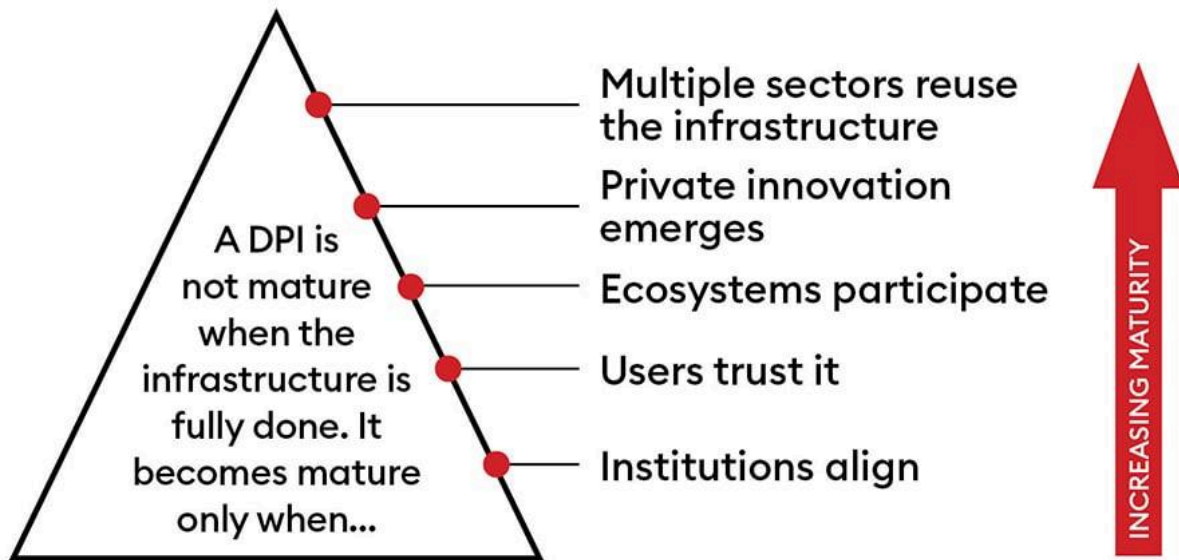 A DPI is
not mature
when the
infrastructure is
fully done. It
becomes mature
only when...
Multiple sectors reuse
the infrastructure
Private innovation
emerges
Ecosystems participate
Users trust it
Institutions align
INCREASING MATURITY